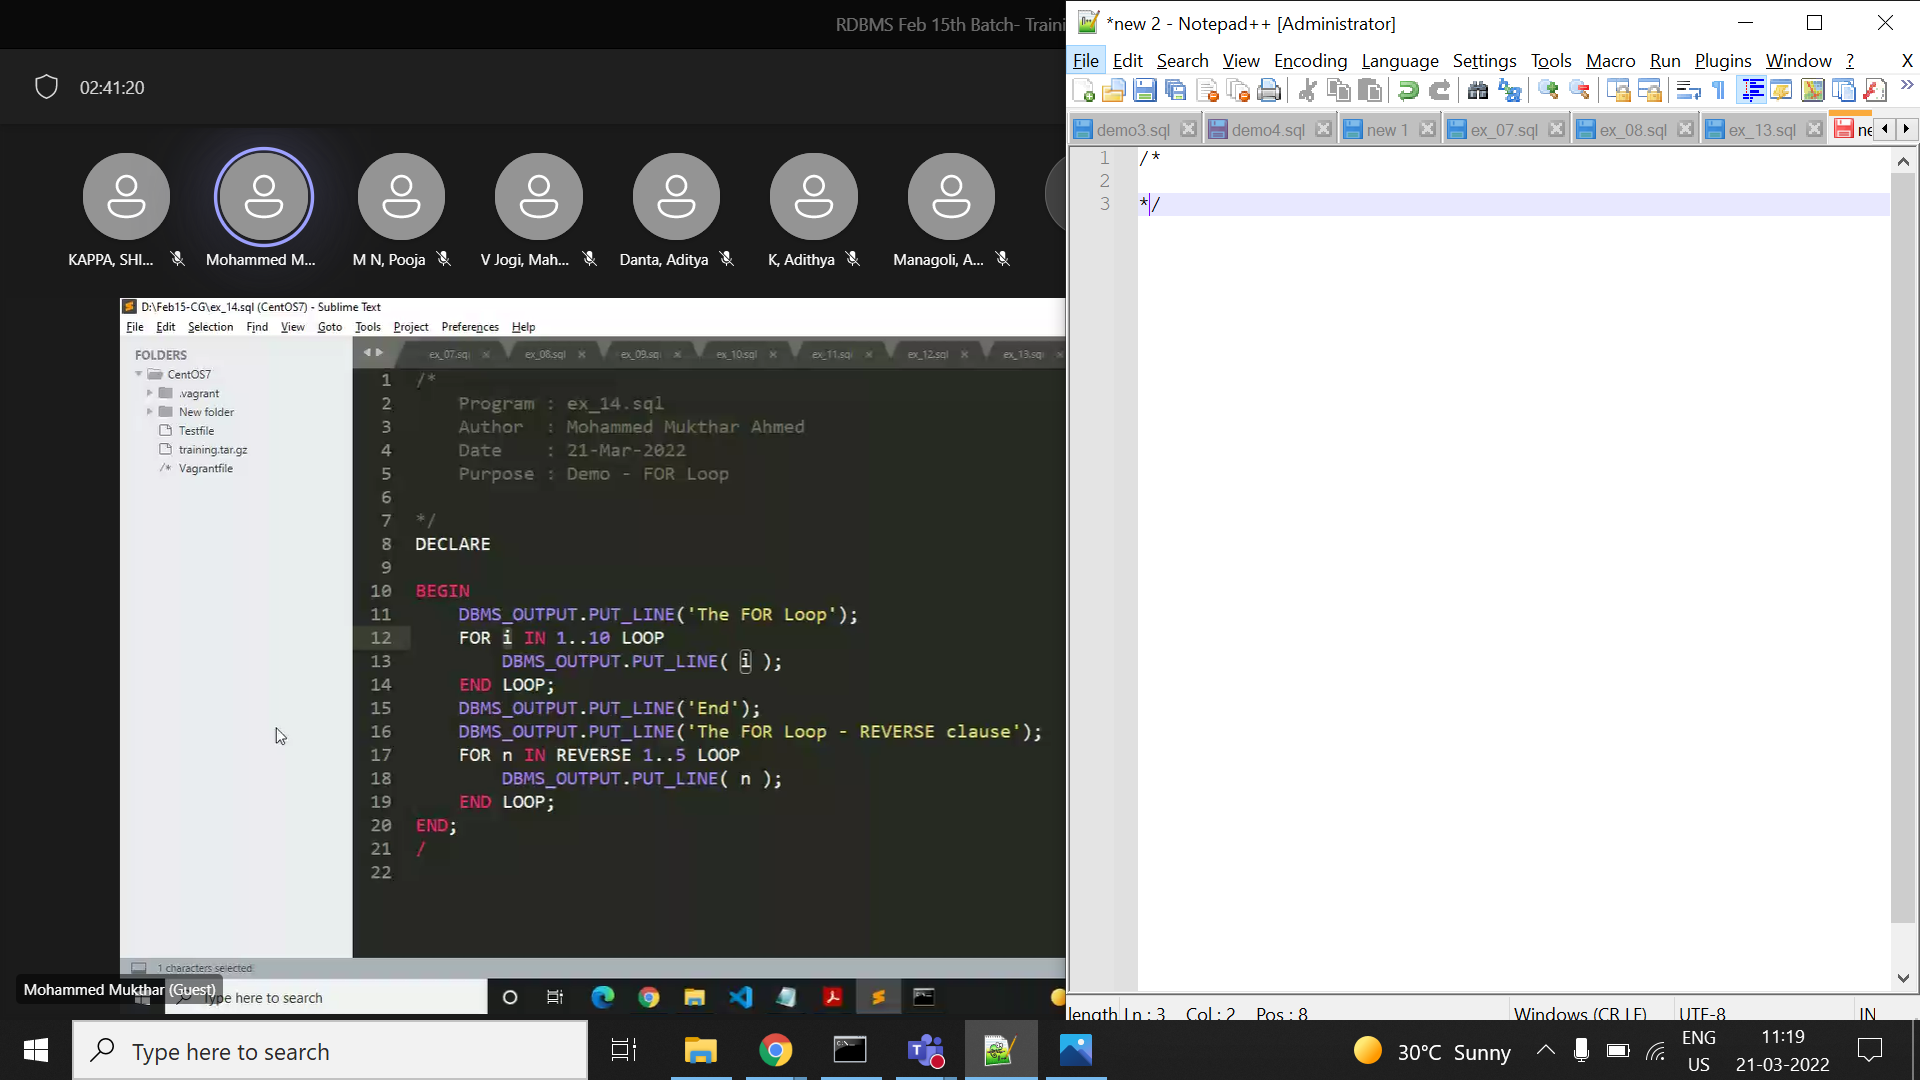 RDBMS Feb 15th Batch- Traini
02:41:20
KAPPA, SHI...
Mohammed M...
M N, Pooja
V Jogi, Mah...
Danta, Aditya
K, Adithya
Managoli, A...
D:\Feb15-CG\ex_14.sql (CentOS7) - Sublime Text
File Edit Selection Find View Goto Tools Project Preferences Help
FOLDERS
CentOS7
.vagrant
New folder
Testfile
training.tar.gz
/* Vagrantfile
ex_07.sql ex_08.sql ex_09.sql ex_10.sql ex_11.sql ex_12.sql ex_13.sql
1 /*
2 Program : ex_14.sql
3 Author : Mohammed Mukthar Ahmed
4 Date : 21-Mar-2022
5 Purpose : Demo - FOR Loop
6
7 */
8 DECLARE
9
10 BEGIN
11 DBMS_OUTPUT.PUT_LINE('The FOR Loop');
12 FOR i IN 1..10 LOOP
13 DBMS_OUTPUT.PUT_LINE( i );
14 END LOOP;
15 DBMS_OUTPUT.PUT_LINE('End');
16 DBMS_OUTPUT.PUT_LINE('The FOR Loop - REVERSE clause');
17 FOR n IN REVERSE 1..5 LOOP
18 DBMS_OUTPUT.PUT_LINE( n );
19 END LOOP;
20 END;
21 /
22
1 characters selected
Mohammed Mukthar (Guest)
Type here to search
*new 2 - Notepad++ [Administrator]
File Edit Search View Encoding Language Settings Tools Macro Run Plugins Window ? X
demo3.sql demo4.sql new 1 ex_07.sql ex_08.sql ex_13.sql ne
1 /*
2
3 */
length Ln : 3 Col : 2 Pos : 8 Windows (CR LF) UTF-8 IN
Type here to search
30°C Sunny
ENG
US
11:19
21-03-2022